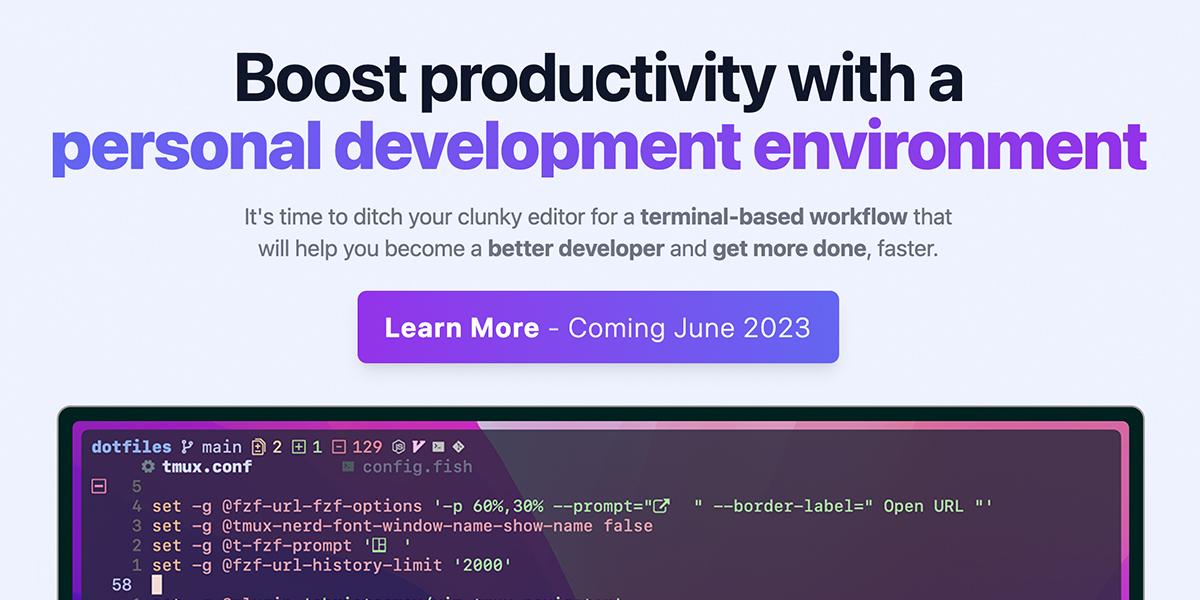 Boost productivity with a
personal development environment
It's time to ditch your clunky editor for a terminal-based workflow that
will help you become a better developer and get more done, faster.
Learn More - Coming June 2023
dotfiles main 2 1 129
tmux.conf config.fish
5
4 set -g @fzf-url-fzf-options '-p 60%,30% --prompt=" " --border-label=" Open URL "'
3 set -g @tmux-nerd-font-window-name-show-name false
2 set -g @t-fzf-prompt ' '
1 set -g @fzf-url-history-limit '2000'
58